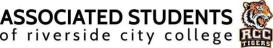 ASSOCIATED STUDENTS
of riverside city college
RCC
TIGERS